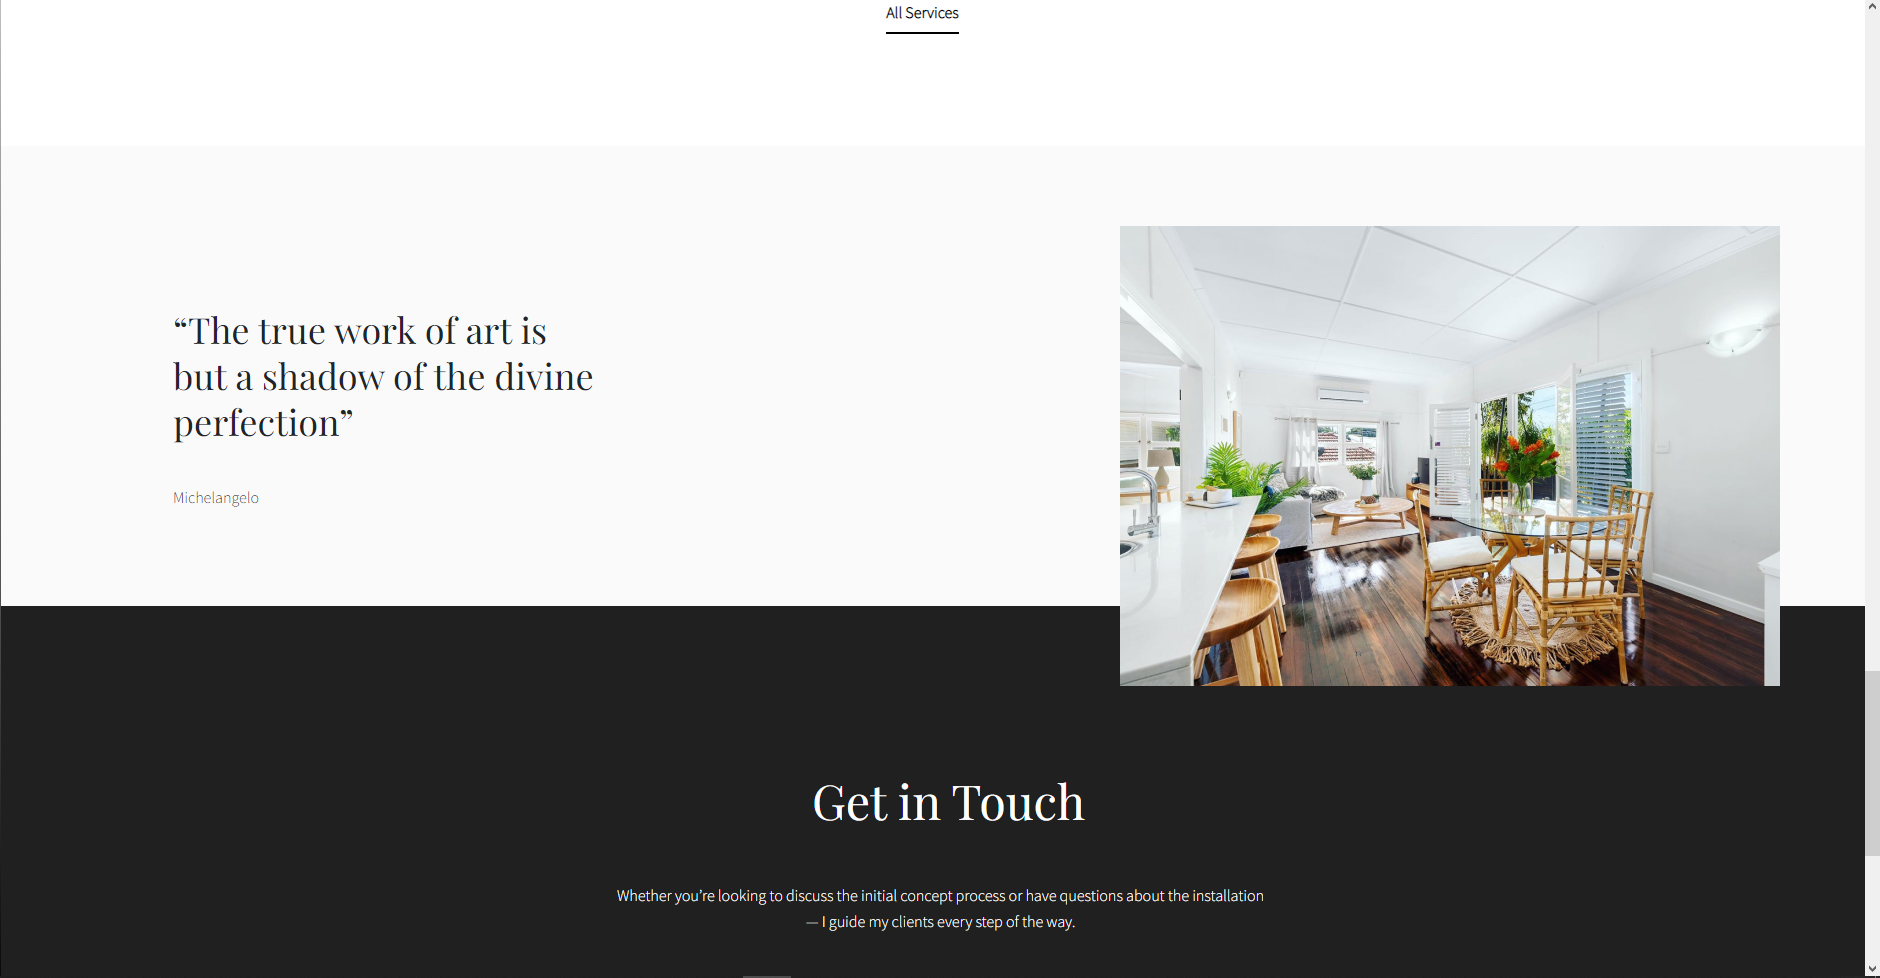 All Services
“The true work of art is
but a shadow of the divine
perfection”
Michelangelo
Get in Touch
Whether you’re looking to discuss the initial concept process or have questions about the installation
— I guide my clients every step of the way.